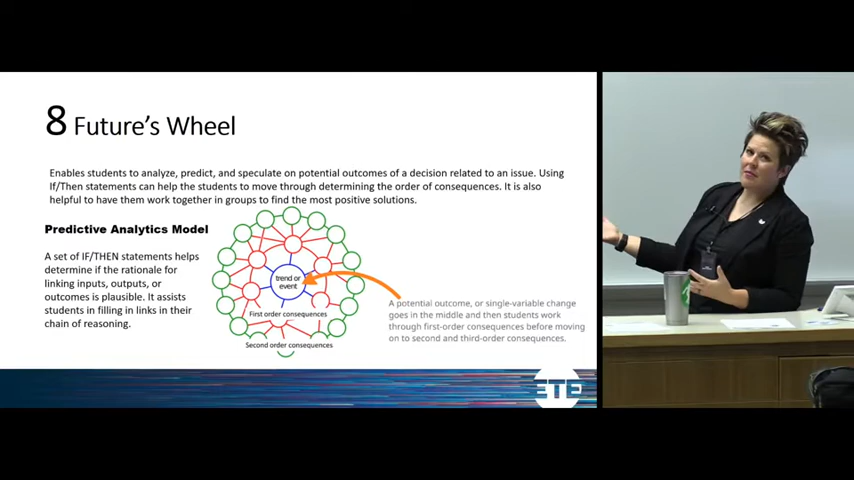 8 Future's Wheel
Enables students to analyze, predict, and speculate on potential outcomes of a decision related to an issue. Using
If/Then statements can help the students to move through determining the order of consequences. It is also
helpful to have them work together in groups to find the most positive solutions.
Predictive Analytics Model
A set of IF/THEN statements helps
determine if the rationale for
linking inputs, outputs, or
outcomes is plausible. It assists
students in filling in links in their
chain of reasoning.
trend or
event
First order consequences
Second order consequences
A potential outcome, or single-variable change
goes in the middle and then students work
through first-order consequences before moving
on to second and third-order consequences.
ETE